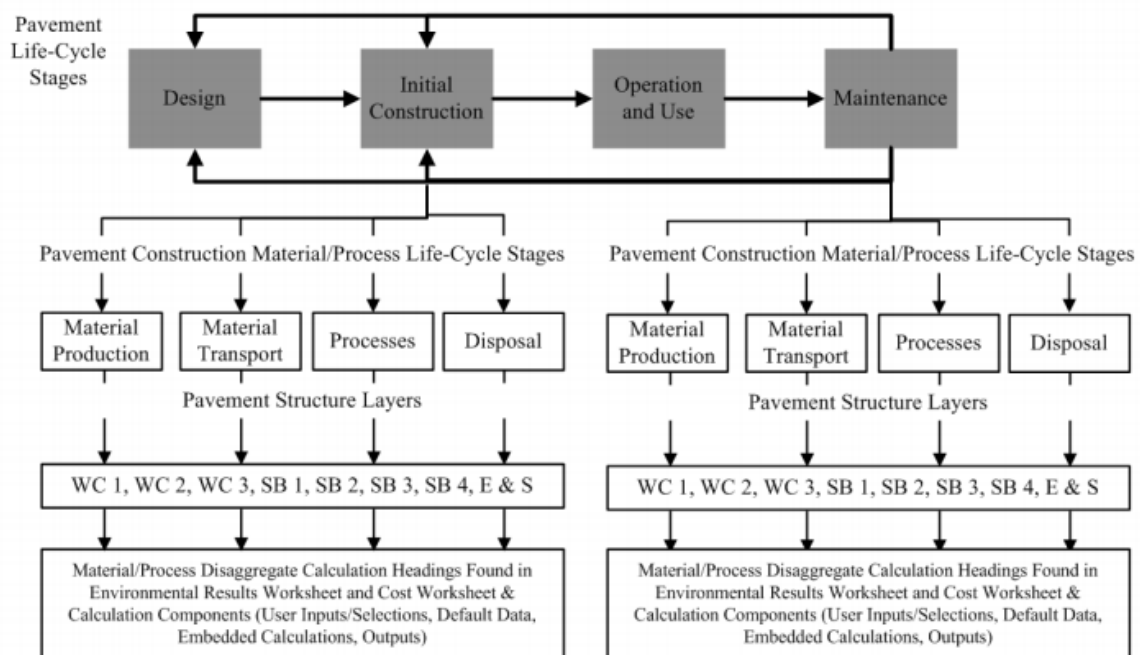 Pavement
Life-Cycle
Stages
Design
Initial
Construction
Operation
and Use
Maintenance
Pavement Construction Material/Process Life-Cycle Stages
Material
Production
Material
Transport
Processes
Disposal
Pavement Structure Layers
WC 1, WC 2, WC 3, SB 1, SB 2, SB 3, SB 4, E & S
Material/Process Disaggregate Calculation Headings Found in
Environmental Results Worksheet and Cost Worksheet &
Calculation Components (User Inputs/Selections, Default Data,
Embedded Calculations, Outputs)
Pavement Construction Material/Process Life-Cycle Stages
Material
Production
Material
Transport
Processes
Disposal
Pavement Structure Layers
WC 1, WC 2, WC 3, SB 1, SB 2, SB 3, SB 4, E & S
Material/Process Disaggregate Calculation Headings Found in
Environmental Results Worksheet and Cost Worksheet &
Calculation Components (User Inputs/Selections, Default Data,
Embedded Calculations, Outputs)